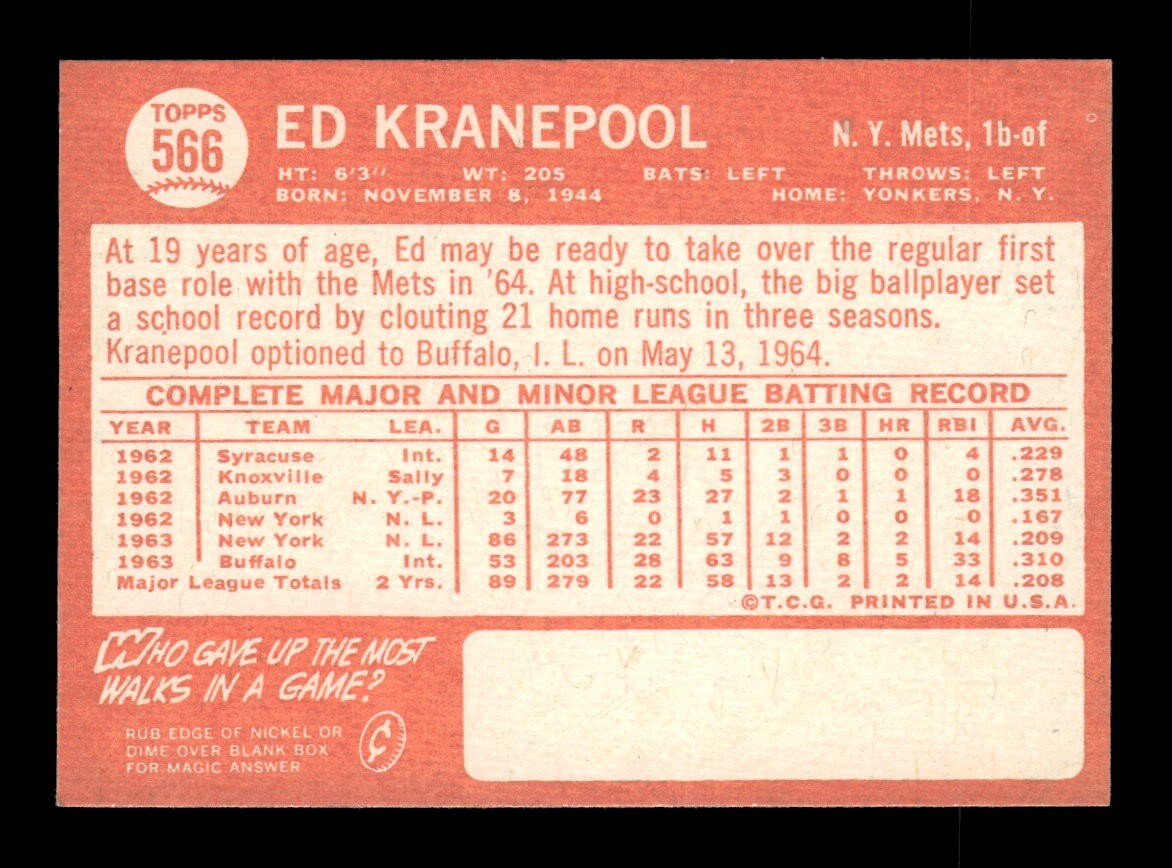 TOPPS
566
ED KRANEPOOL
N. Y. Mets, 1b-of
HT: 6'3" WT: 205 BATS: LEFT THROWS: LEFT
BORN: NOVEMBER 8, 1944 HOME: YONKERS, N. Y.
At 19 years of age, Ed may be ready to take over the regular first
base role with the Mets in '64. At high-school, the big ballplayer set
a school record by clouting 21 home runs in three seasons.
Kranepool optioned to Buffalo, I. L. on May 13, 1964.
COMPLETE MAJOR AND MINOR LEAGUE BATTING RECORD
YEAR TEAM LEA. G AB R H 2B 3B HR RBI AVG.
1962 Syracuse Int. 14 48 2 11 1 1 0 4 .229
1962 Knoxville Sally 7 18 4 5 3 0 0 0 .278
1962 Auburn N. Y.-P. 20 77 23 27 2 1 1 18 .351
1962 New York N. L. 3 6 0 1 1 0 0 0 .167
1963 New York N. L. 86 273 22 57 12 2 2 14 .209
1963 Buffalo Int. 53 203 28 63 9 8 5 33 .310
Major League Totals 2 Yrs. 89 279 22 58 13 2 2 14 .208
©T.C.G. PRINTED IN U.S.A.
WHO GAVE UP THE MOST
WALKS IN A GAME?
RUB EDGE OF NICKEL OR
DIME OVER BLANK BOX
FOR MAGIC ANSWER
¢